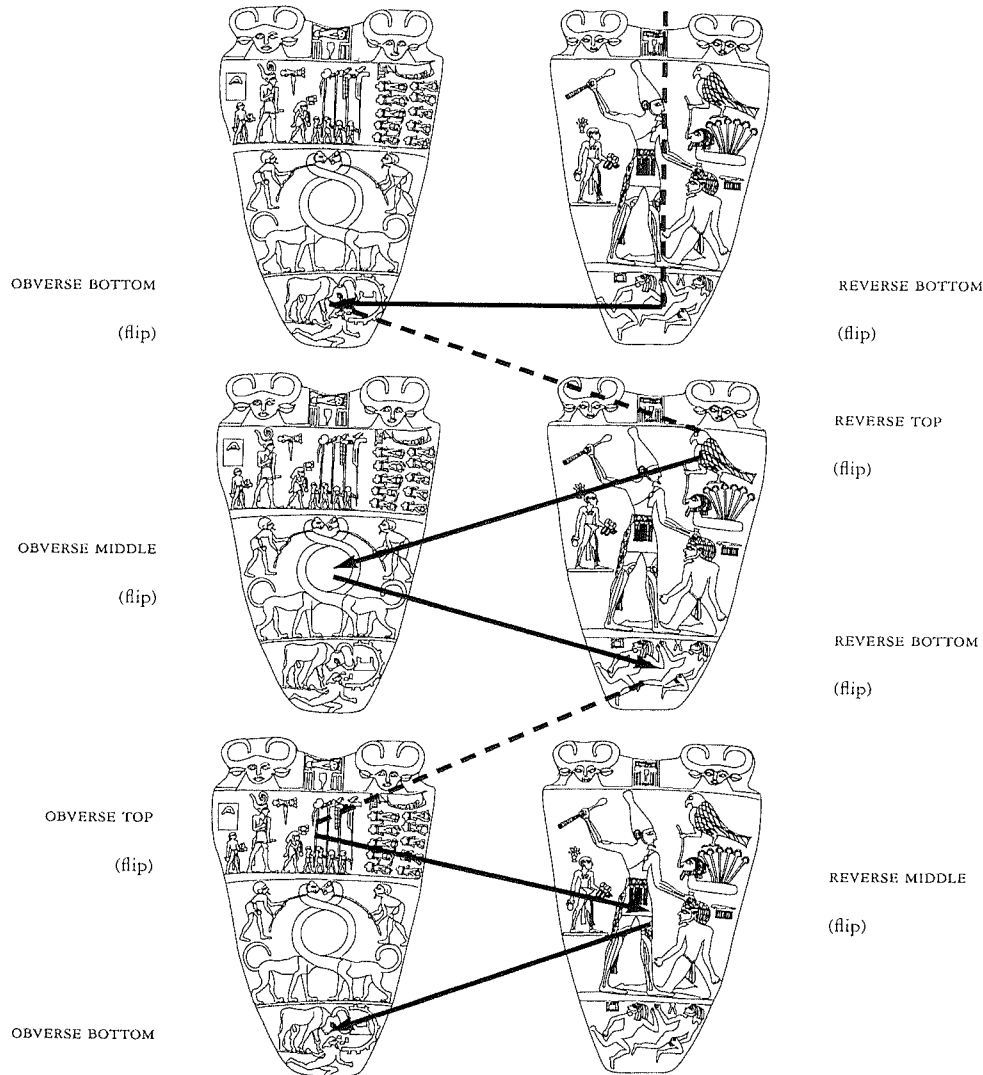 OBVERSE BOTTOM
(flip)
REVERSE BOTTOM
(flip)
REVERSE TOP
(flip)
OBVERSE MIDDLE
(flip)
REVERSE BOTTOM
(flip)
OBVERSE TOP
(flip)
REVERSE MIDDLE
(flip)
OBVERSE BOTTOM